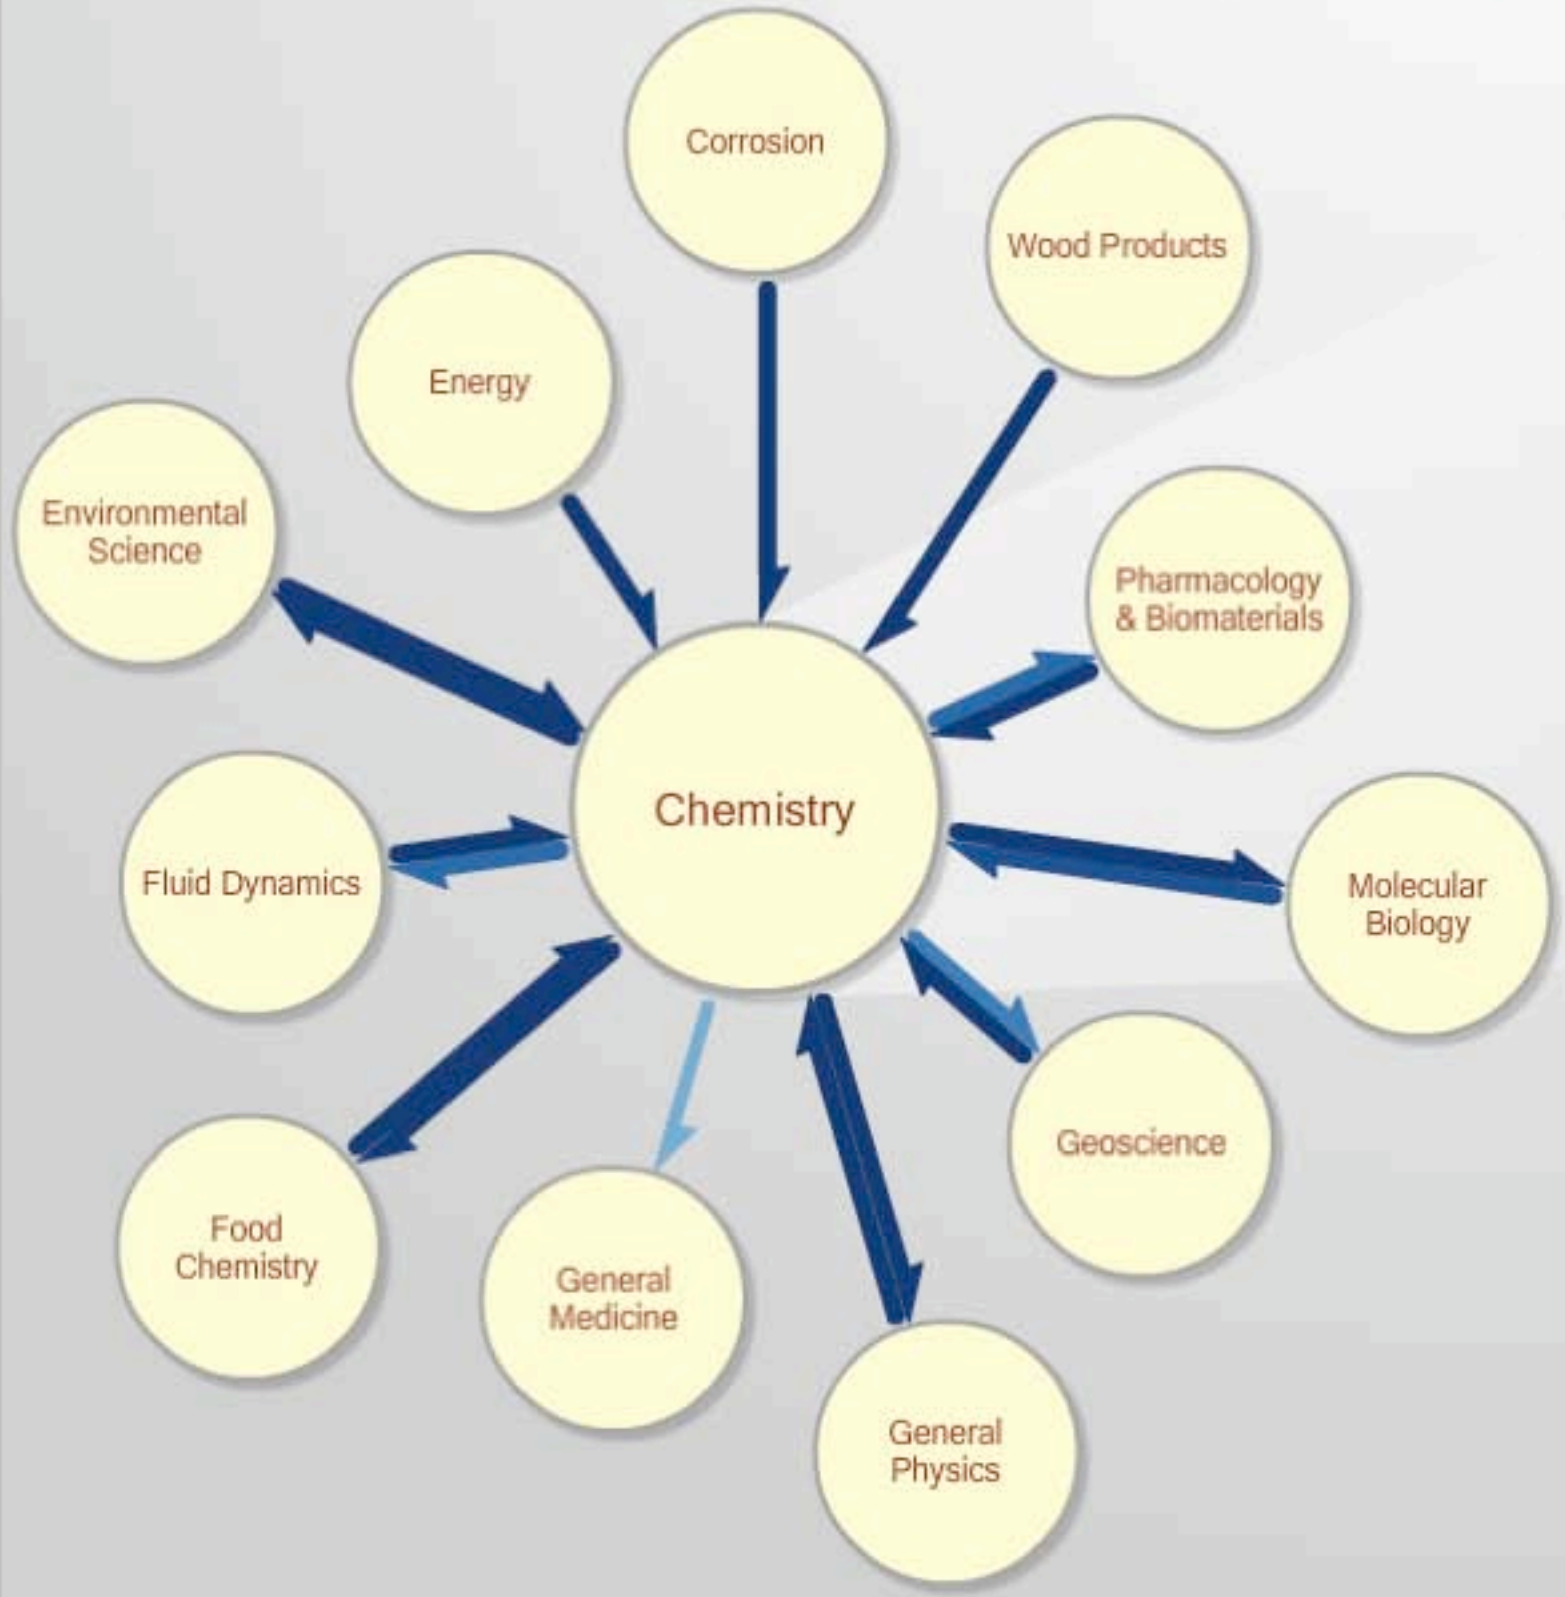 Corrosion
Wood Products
Energy
Environmental
Science
Pharmacology
& Biomaterials
Chemistry
Fluid Dynamics
Molecular
Biology
Geoscience
Food
Chemistry
General
Medicine
General
Physics